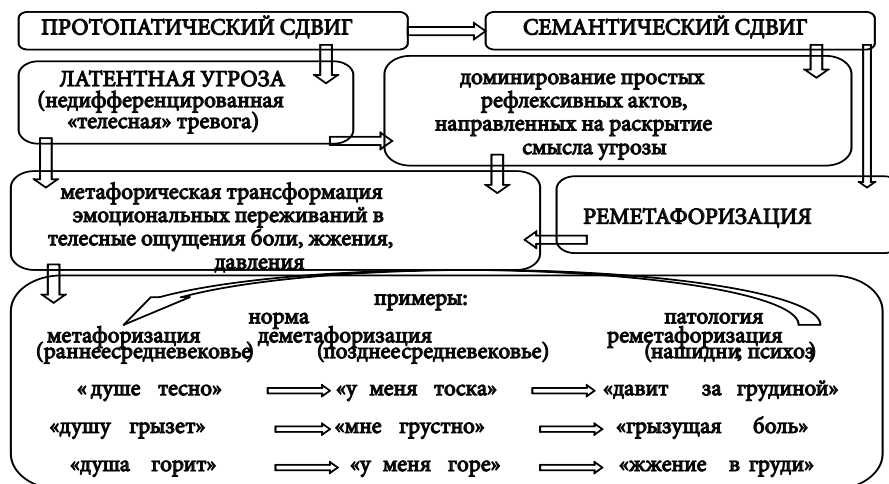 ПРОТОПАТИЧЕСКИЙ СДВИГ
СЕМАНТИЧЕСКИЙ СДВИГ
ЛАТЕНТНАЯ УГРОЗА
(недифференцированная
«телесная» тревога)
доминирование простых
рефлексивных актов,
направленных на раскрытие
смысла угрозы
метафорическая трансформация
эмоциональных переживаний в
телесные ощущения боли, жжения,
давления
РЕМЕТАФОРИЗАЦИЯ
примеры:
норма патология
метафоризация деметафоризация реметафоризация
(раннеесредневековье) (позднеесредневековье) (нашидни, психоз)
«душе тесно» «у меня тоска» «давит за грудиной»
«душу грызет» «мне грустно» «грызущая боль»
«душа горит» «у меня горе» «жжение в груди»